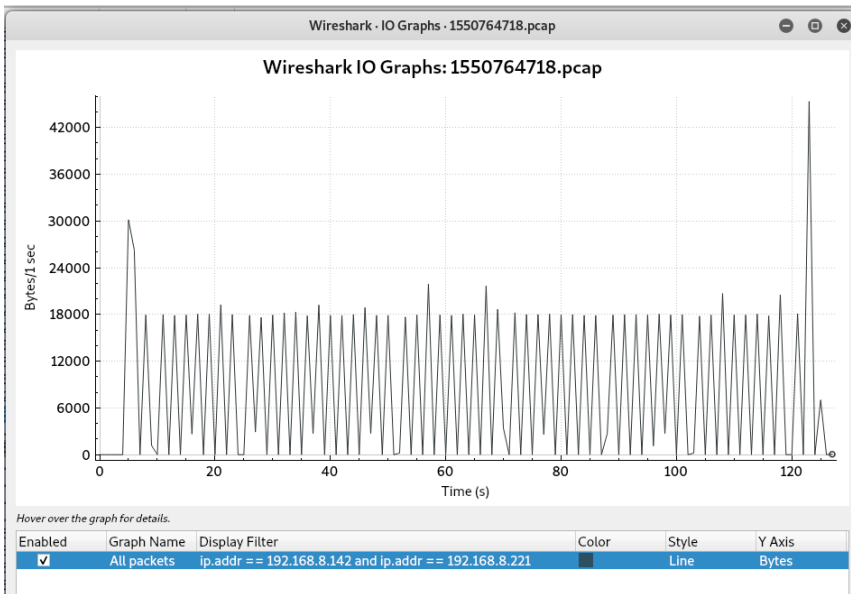 Wireshark · IO Graphs · 1550764718.pcap
Wireshark IO Graphs: 1550764718.pcap
42000
36000
30000
24000
18000
12000
6000
0
Bytes/1 sec
0 20 40 60 80 100 120
Time (s)
Hover over the graph for details.
Enabled Graph Name Display Filter Color Style Y Axis
All packets ip.addr == 192.168.8.142 and ip.addr == 192.168.8.221 Line Bytes